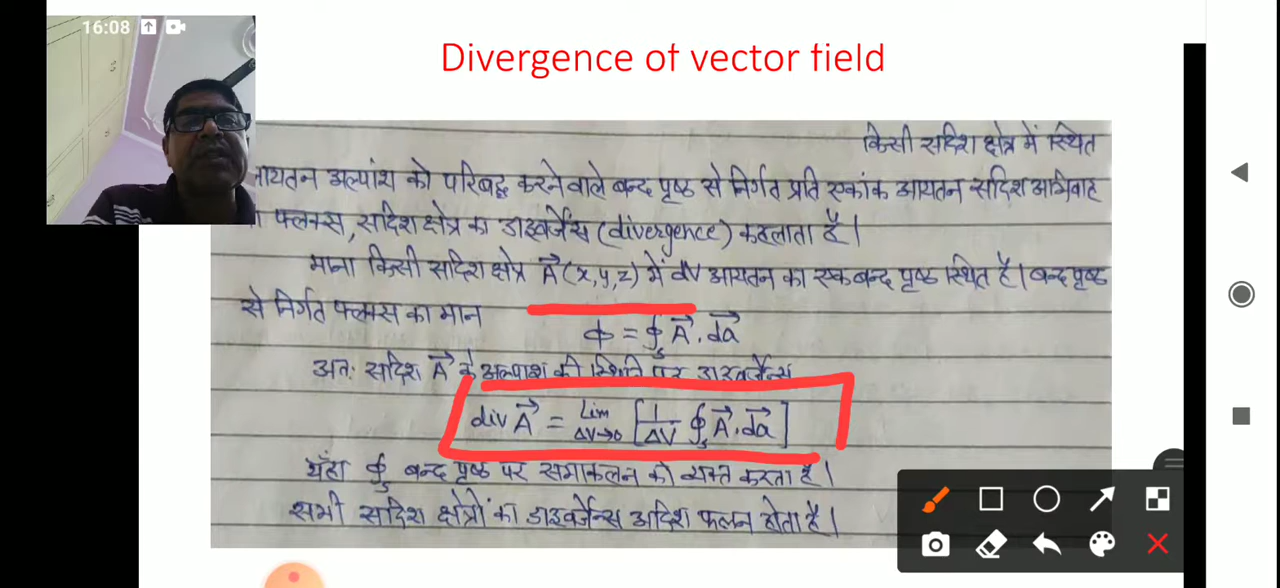 16:08
Divergence of vector field
किसी सदिश क्षेत्र में स्थित
आयतन अल्पांश को परिबद्ध करने वाले बन्द पृष्ठ से निर्गत प्रति एकांक आयतन सदिश अभिवाह
फ्लक्स, सदिश क्षेत्र का डाइवर्जेंस (divergence) कहलाता है।
माना किसी सदिश क्षेत्र A⃗ (x,y,z) में dV आयतन का एक बन्द पृष्ठ स्थित है। बन्द पृष्ठ
से निर्गत फ्लक्स का मान
ϕ = ∮s A⃗ . da⃗
अतः सदिश A⃗ के अल्पांश की स्थिति पर डाइवर्जेन्स
div A⃗ = Lim ΔV→0 [1/ΔV ∮s A⃗ . da⃗]
यहाँ ∮s बन्द पृष्ठ पर समाकलन को व्यक्त करता है।
सभी सदिश क्षेत्रों का डाइवर्जेन्स अदिश फलन होता है।